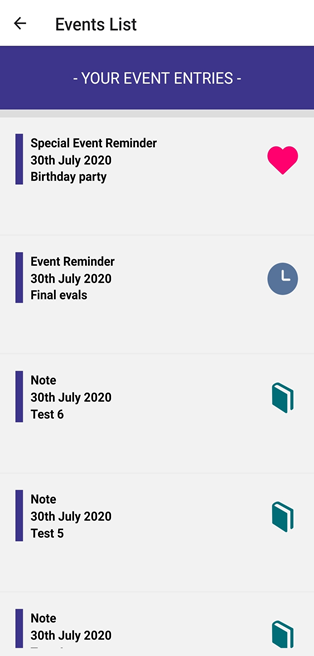 Events List
- YOUR EVENT ENTRIES -
Special Event Reminder
30th July 2020
Birthday party
Event Reminder
30th July 2020
Final evals
Note
30th July 2020
Test 6
Note
30th July 2020
Test 5
Note
30th July 2020